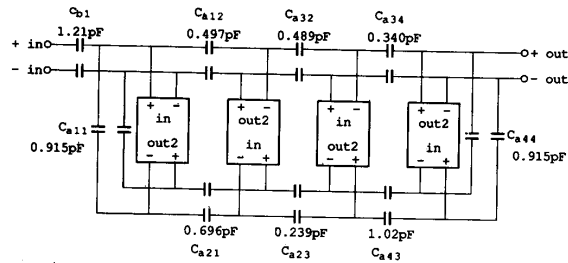 Cb1 Ca12 Ca32 Ca34
1.21pF 0.497pF 0.489pF 0.340pF
+ in + out
− in − out
+ − + − + − + −
in out2 in out2
out2 in out2 in
− + − + − + − +
Ca11 Ca44
0.915pF 0.915pF
0.696pF 0.239pF 1.02pF
Ca21 Ca23 Ca43